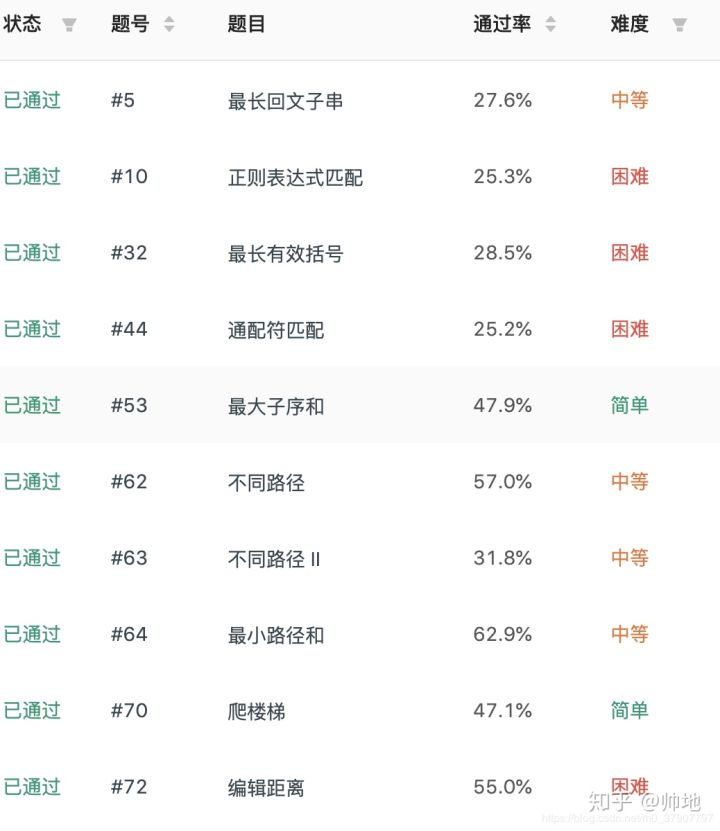 状态 题号 题目 通过率 难度
已通过 #5 最长回文子串 27.6% 中等
已通过 #10 正则表达式匹配 25.3% 困难
已通过 #32 最长有效括号 28.5% 困难
已通过 #44 通配符匹配 25.2% 困难
已通过 #53 最大子序和 47.9% 简单
已通过 #62 不同路径 57.0% 中等
已通过 #63 不同路径 II 31.8% 中等
已通过 #64 最小路径和 62.9% 中等
已通过 #70 爬楼梯 47.1% 简单
已通过 #72 编辑距离 55.0% 困难
知乎 @帅地
https://blog.csdn.net/m0_37907797